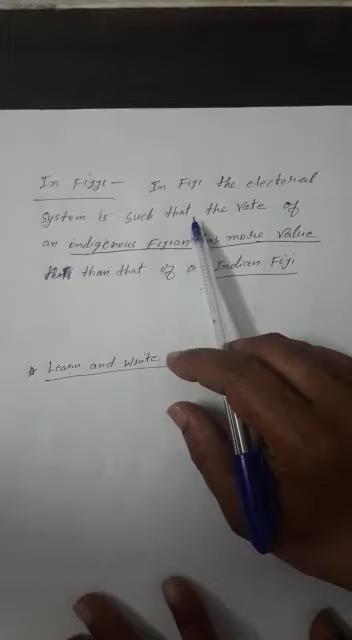 In Fijji — In Fiji the electoral
System is such that the vote of
an indigenous Fijian has more value
than that of a Indian Fiji
* Learn and write